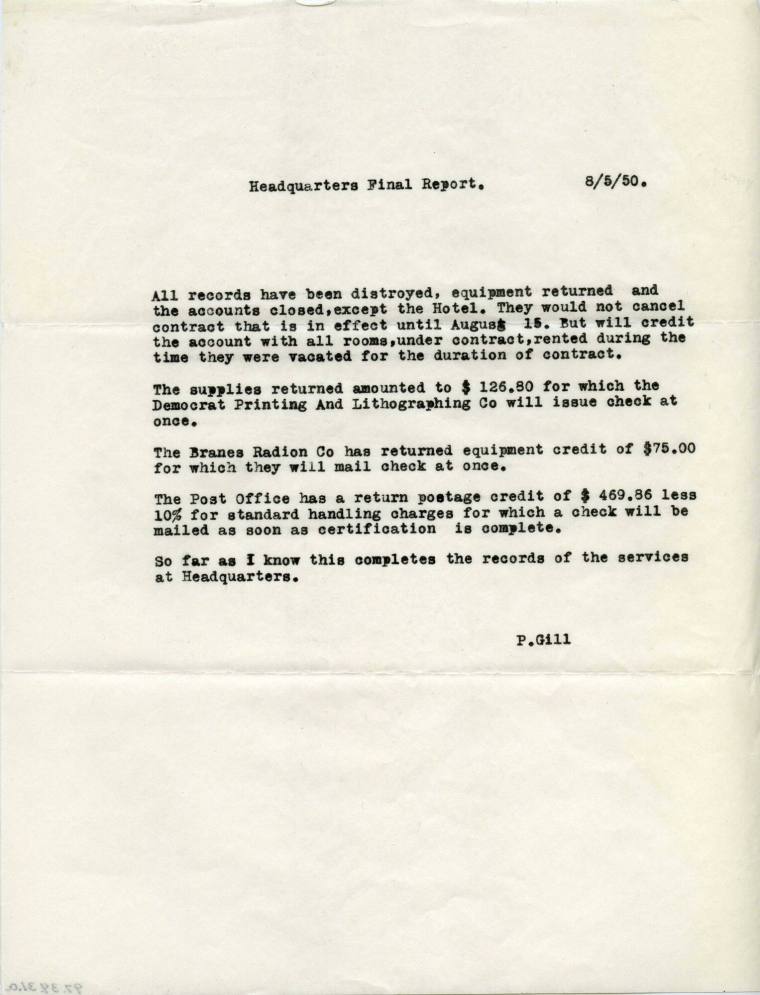 Headquarters Final Report. 8/5/50.
All records have been distroyed, equipment returned and
the accounts closed,except the Hotel. They would not cancel
contract that is in effect until August 15. But will credit
the account with all rooms,under contract,rented during the
time they were vacated for the duration of contract.
The supplies returned amounted to $ 126.80 for which the
Democrat Printing And Lithographing Co will issue check at
once.
The Branes Radion Co has returned equipment credit of $75.00
for which they will mail check at once.
The Post Office has a return postage credit of $ 469.86 less
10% for standard handling charges for which a check will be
mailed as soon as certification is complete.
So far as I know this completes the records of the services
at Headquarters.
P.Gill